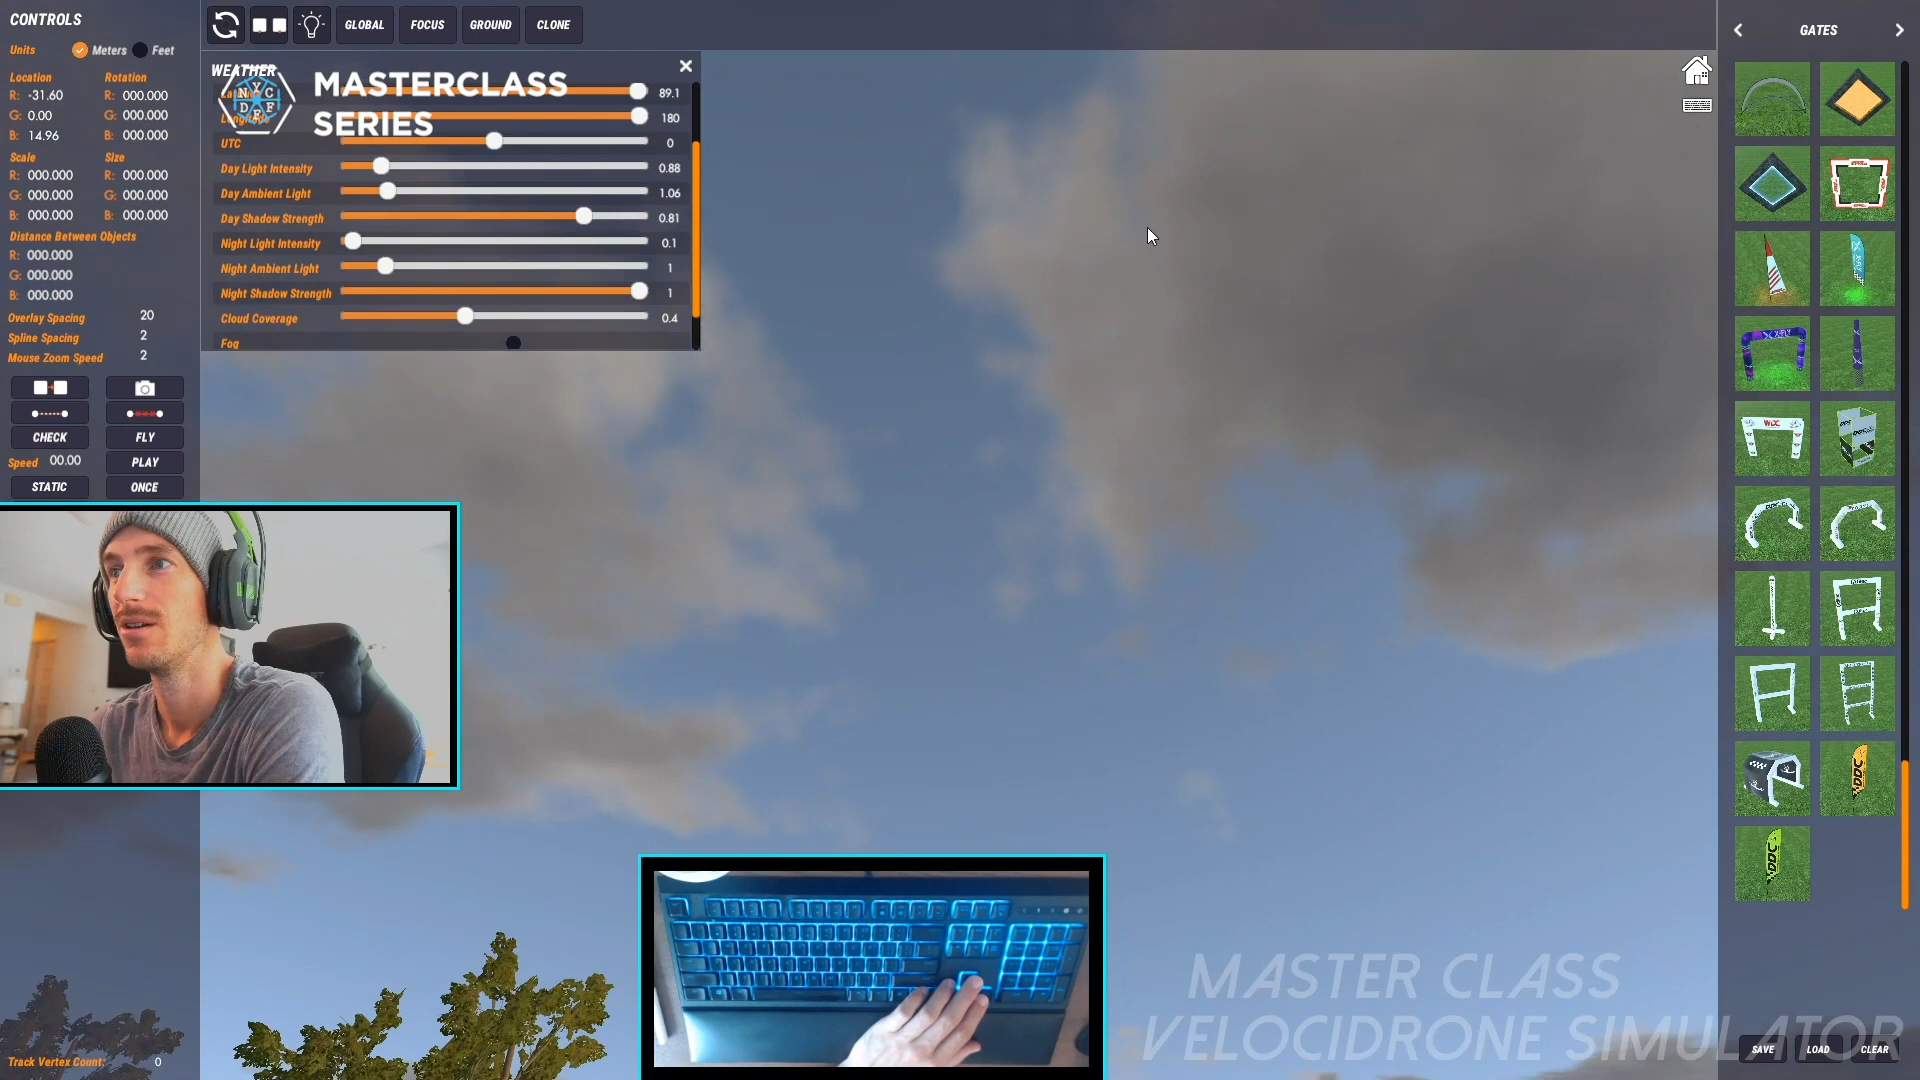 CONTROLS
Units Meters Feet
Location Rotation
R: -31.60 R: 000.000
G: 0.00 G: 000.000
B: 14.96 B: 000.000
Scale Size
R: 000.000 R: 000.000
G: 000.000 G: 000.000
B: 000.000 B: 000.000
Distance Between Objects
R: 000.000
G: 000.000
B: 000.000
Overlay Spacing 20
Spline Spacing 2
Mouse Zoom Speed 2
CHECK FLY
Speed 00.00 PLAY
STATIC ONCE
GLOBAL FOCUS GROUND CLONE
WEATHER
NYC
DEF
MASTERCLASS
SERIES
89.1
180
UTC 0
Day Light Intensity 0.88
Day Ambient Light 1.06
Day Shadow Strength 0.81
Night Light Intensity 0.1
Night Ambient Light 1
Night Shadow Strength 1
Cloud Coverage 0.4
Fog
GATES
MASTER CLASS
VELOCIDRONE SIMULATOR
SAVE LOAD CLEAR
Track Vertex Count: 0